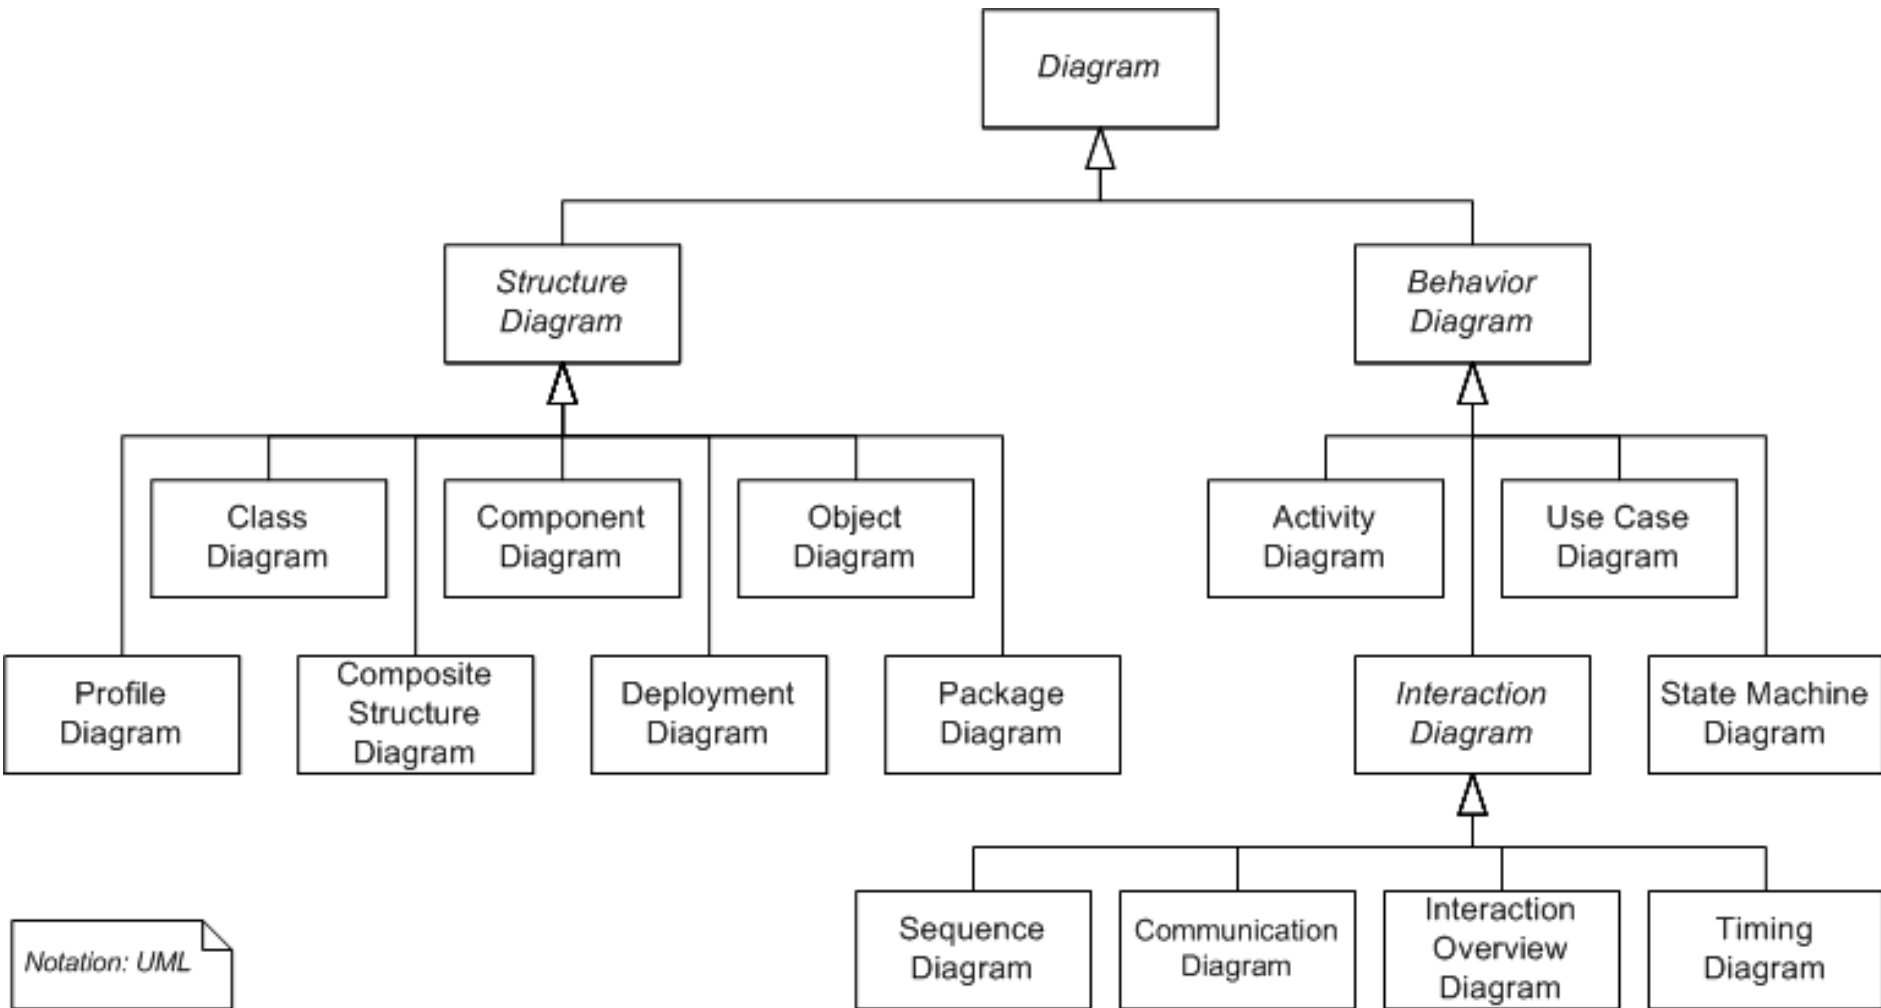 Diagram
Structure
Diagram
Behavior
Diagram
Class
Diagram
Component
Diagram
Object
Diagram
Activity
Diagram
Use Case
Diagram
Profile
Diagram
Composite
Structure
Diagram
Deployment
Diagram
Package
Diagram
Interaction
Diagram
State Machine
Diagram
Sequence
Diagram
Communication
Diagram
Interaction
Overview
Diagram
Timing
Diagram
Notation: UML